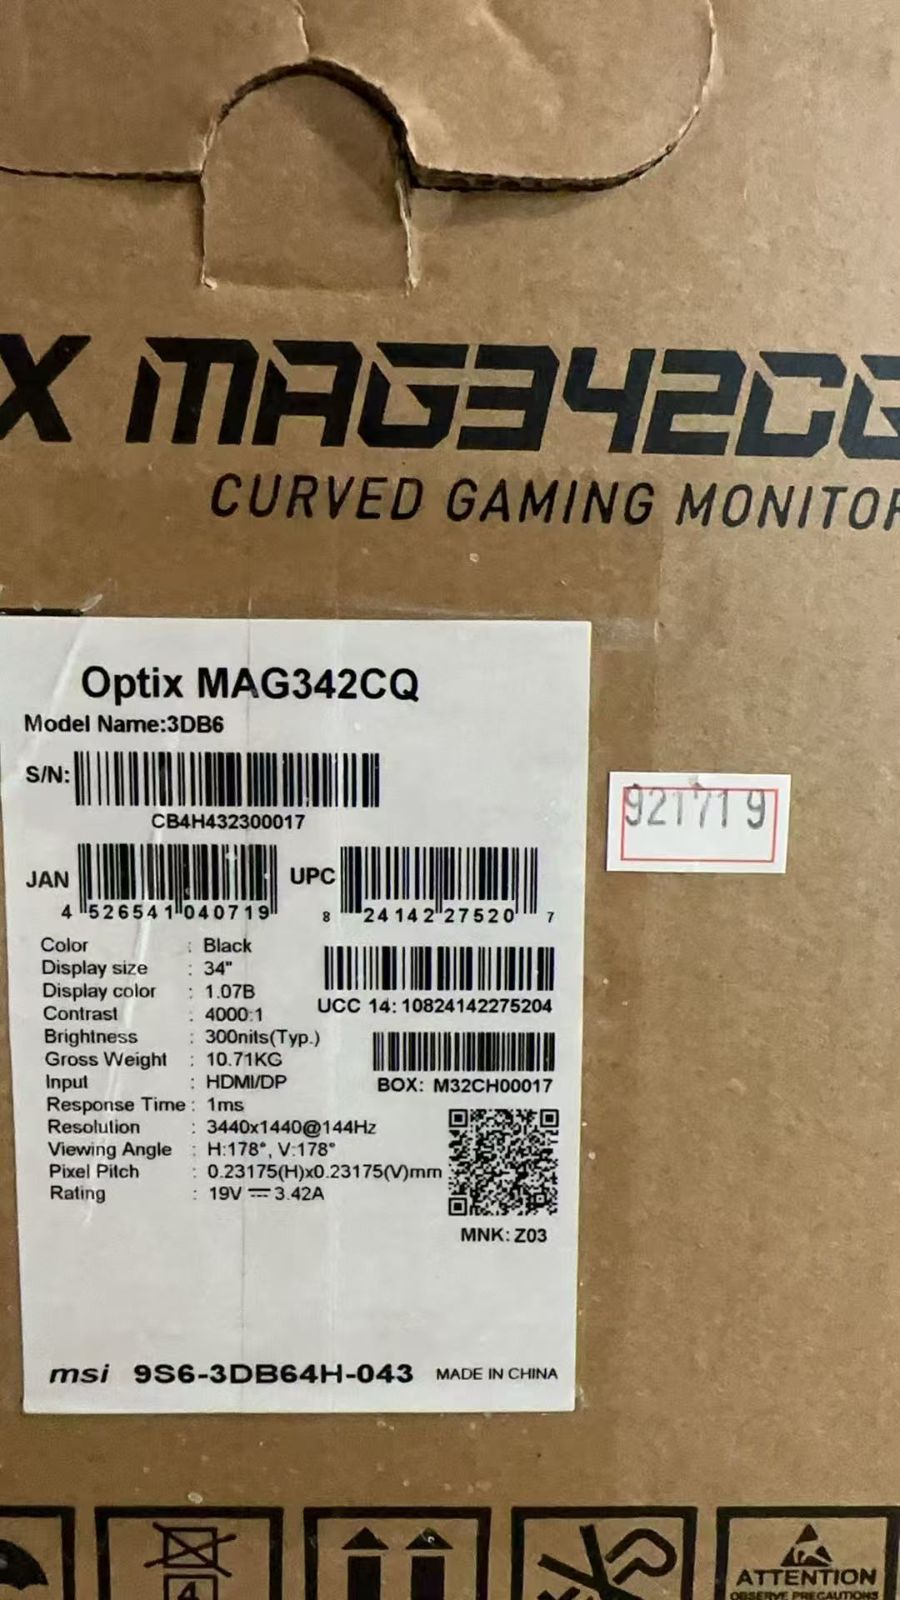 X MAG342CQ
CURVED GAMING MONITOR
Optix MAG342CQ
Model Name:3DB6
S/N:
CB4H432300017
921719
JAN
4 526541 040719
UPC
8 24142 27520 7
Color : Black
Display size : 34"
Display color : 1.07B
Contrast : 4000:1
UCC 14: 10824142275204
Brightness : 300nits(Typ.)
Gross Weight : 10.71KG
Input : HDMI/DP
BOX: M32CH00017
Response Time : 1ms
Resolution : 3440x1440@144Hz
Viewing Angle : H:178°, V:178°
Pixel Pitch : 0.23175(H)x0.23175(V)mm
Rating : 19V ⎓ 3.42A
MNK: Z03
msi 9S6-3DB64H-043 MADE IN CHINA
4
ATTENTION
OBSERVE PRECAUTIONS